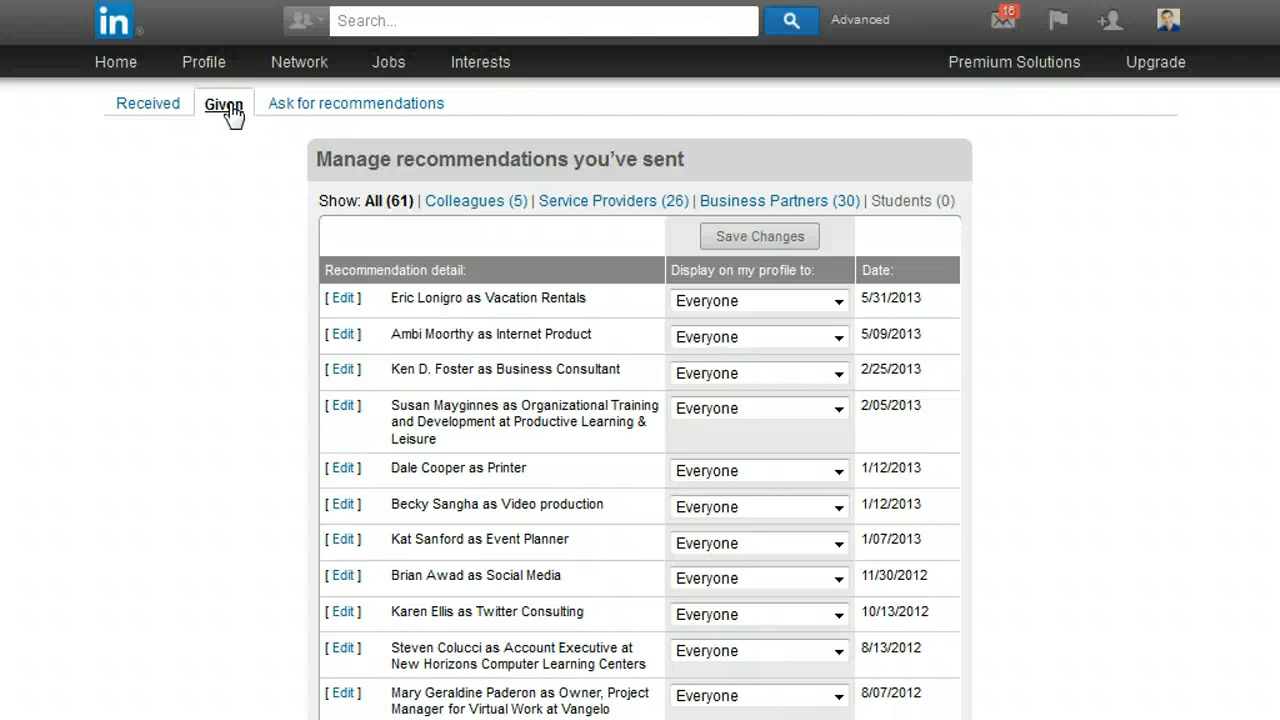 in
Search...
Advanced
16
Home Profile Network Jobs Interests Premium Solutions Upgrade
Received Given Ask for recommendations
Manage recommendations you've sent
Show: All (61) | Colleagues (5) | Service Providers (26) | Business Partners (30) | Students (0)
Save Changes
Recommendation detail: Display on my profile to: Date:
[ Edit ] Eric Lonigro as Vacation Rentals Everyone 5/31/2013
[ Edit ] Ambi Moorthy as Internet Product Everyone 5/09/2013
[ Edit ] Ken D. Foster as Business Consultant Everyone 2/25/2013
[ Edit ] Susan Mayginnes as Organizational Training Everyone 2/05/2013
and Development at Productive Learning &
Leisure
[ Edit ] Dale Cooper as Printer Everyone 1/12/2013
[ Edit ] Becky Sangha as Video production Everyone 1/12/2013
[ Edit ] Kat Sanford as Event Planner Everyone 1/07/2013
[ Edit ] Brian Awad as Social Media Everyone 11/30/2012
[ Edit ] Karen Ellis as Twitter Consulting Everyone 10/13/2012
[ Edit ] Steven Colucci as Account Executive at Everyone 8/13/2012
New Horizons Computer Learning Centers
[ Edit ] Mary Geraldine Paderon as Owner, Project Everyone 8/07/2012
Manager for Virtual Work at Vangelo